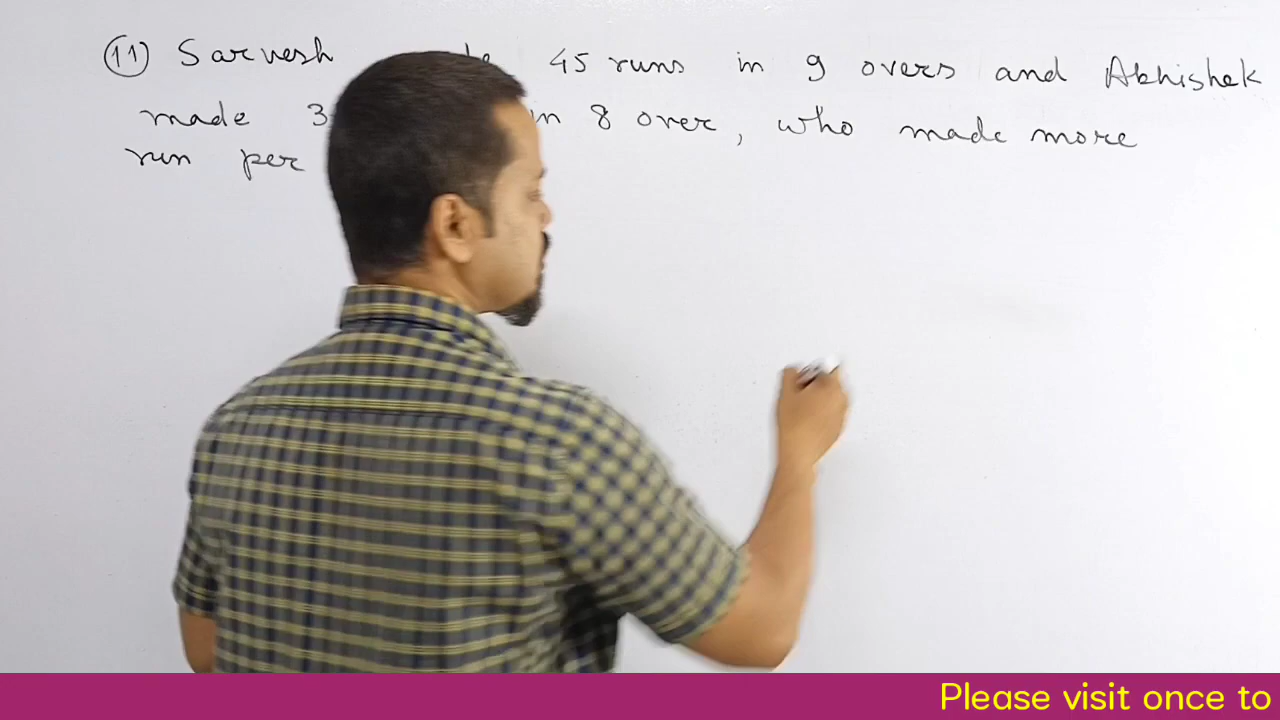 11 Sarvesh 45 runs in 9 overs and Abhishek
made 3 in 8 over, who made more
run per
Please visit once to